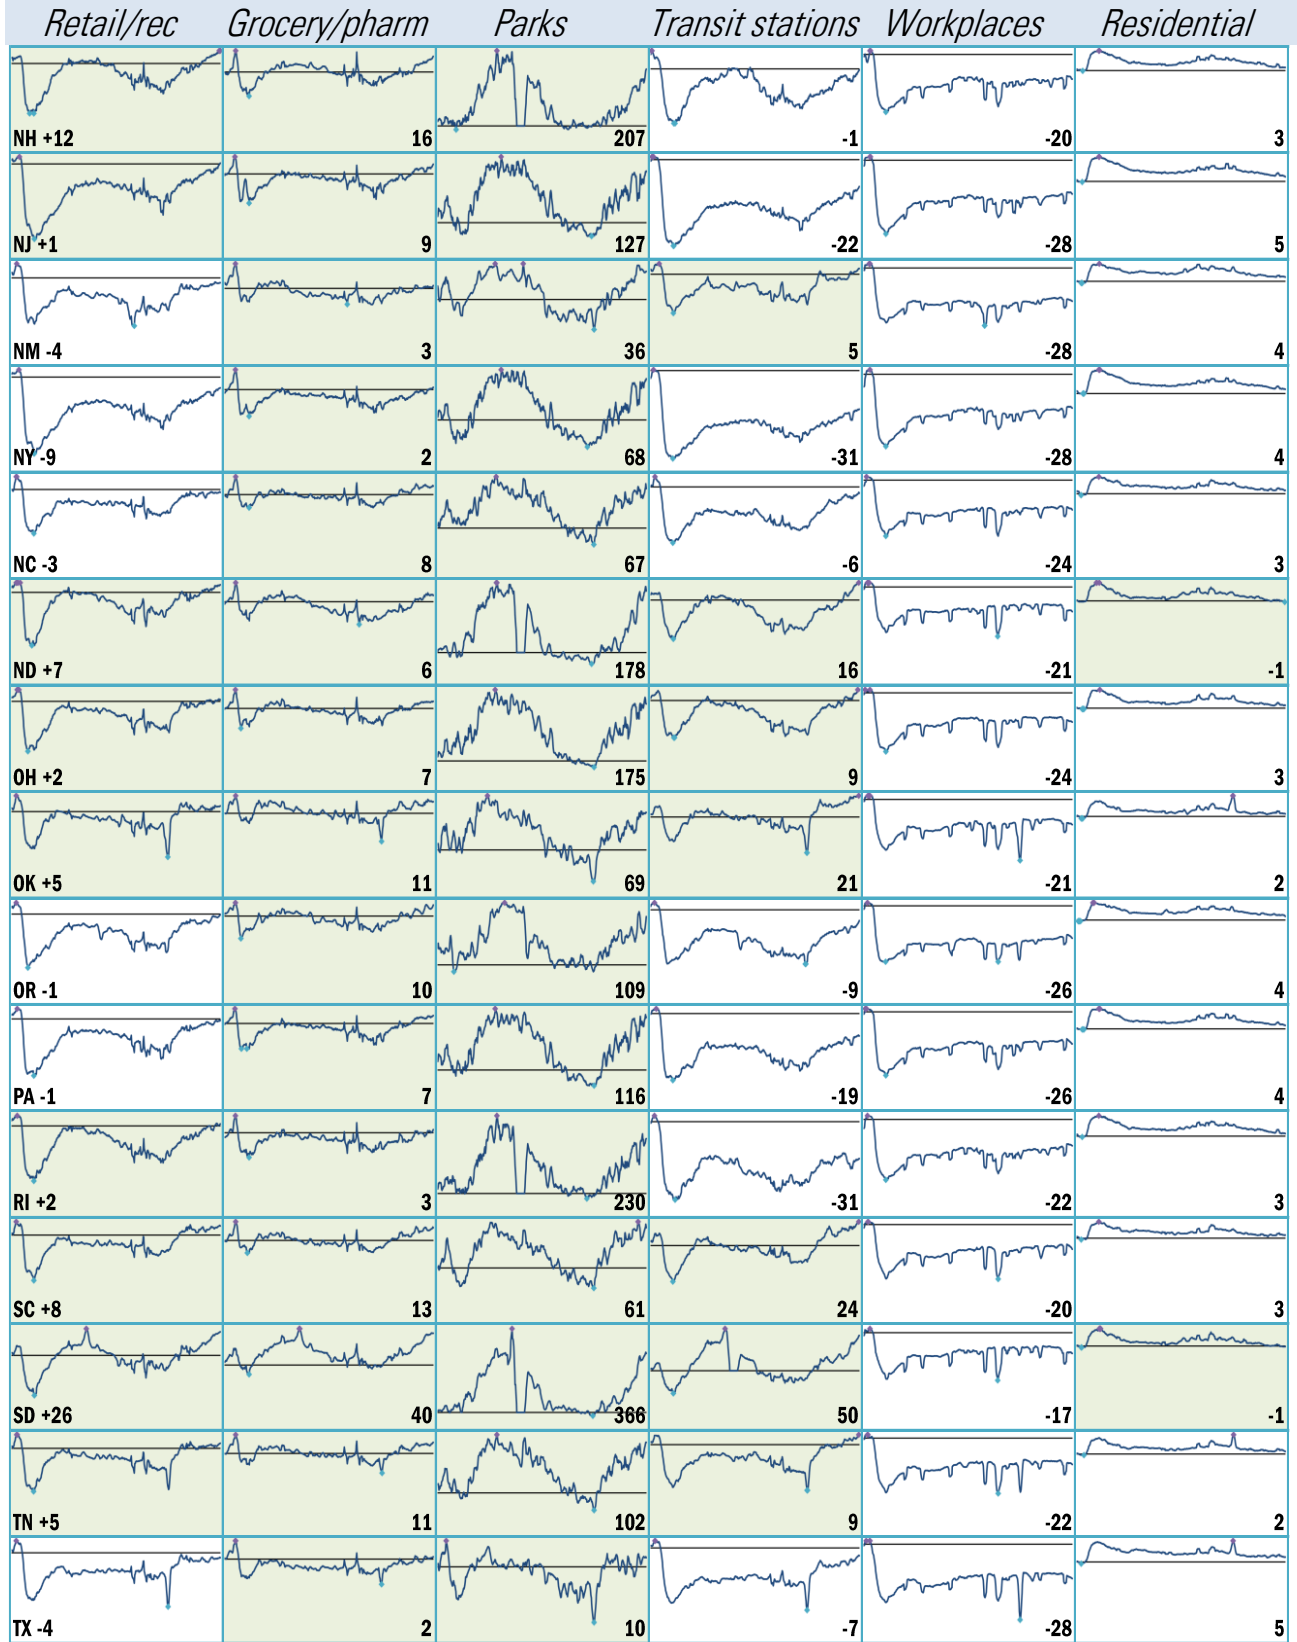 Retail/rec Grocery/pharm Parks Transit stations Workplaces Residential
NH +12 16 207 -1 -20 3
NJ +1 9 127 -22 -28 5
NM -4 3 36 5 -28 4
NY -9 2 68 -31 -28 4
NC -3 8 67 -6 -24 3
ND +7 6 178 16 -21 -1
OH +2 7 175 9 -24 3
OK +5 11 69 21 -21 2
OR -1 10 109 -9 -26 4
PA -1 7 116 -19 -26 4
RI +2 3 230 -31 -22 3
SC +8 13 61 24 -20 3
SD +26 40 366 50 -17 -1
TN +5 11 102 9 -22 2
TX -4 2 10 -7 -28 5